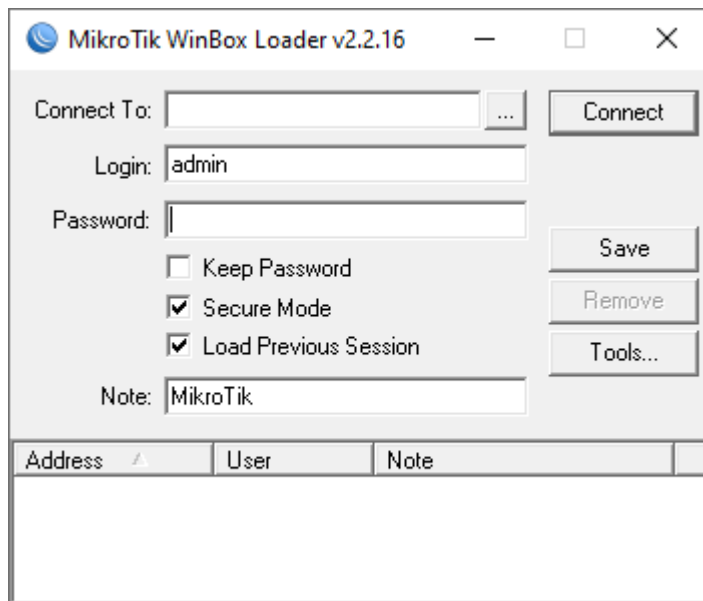 MikroTik WinBox Loader v2.2.16
Connect To: ... Connect
Login: admin
Password:
Keep Password Save
Secure Mode Remove
Load Previous Session Tools...
Note: MikroTik
Address User Note